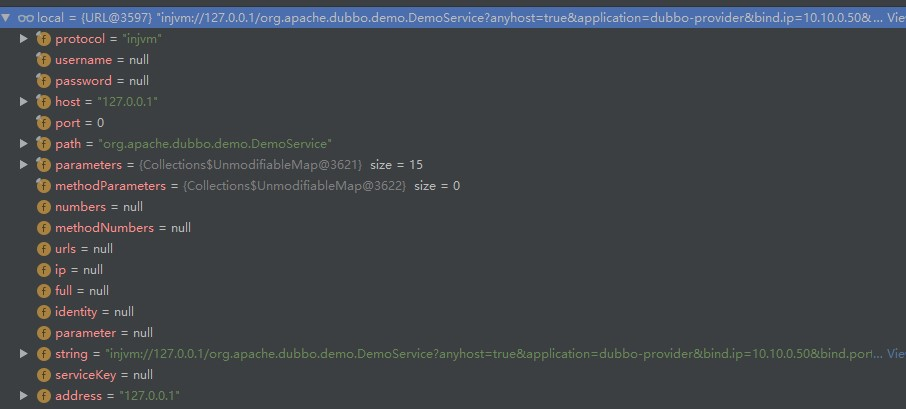 local = {URL@3597} "injvm://127.0.0.1/org.apache.dubbo.demo.DemoService?anyhost=true&application=dubbo-provider&bind.ip=10.10.0.50&... Vie
f protocol = "injvm"
f username = null
f password = null
f host = "127.0.0.1"
f port = 0
f path = "org.apache.dubbo.demo.DemoService"
f parameters = {Collections$UnmodifiableMap@3621} size = 15
f methodParameters = {Collections$UnmodifiableMap@3622} size = 0
f numbers = null
f methodNumbers = null
f urls = null
f ip = null
f full = null
f identity = null
f parameter = null
f string = "injvm://127.0.0.1/org.apache.dubbo.demo.DemoService?anyhost=true&application=dubbo-provider&bind.ip=10.10.0.50&bind.port... Vie
f serviceKey = null
f address = "127.0.0.1"